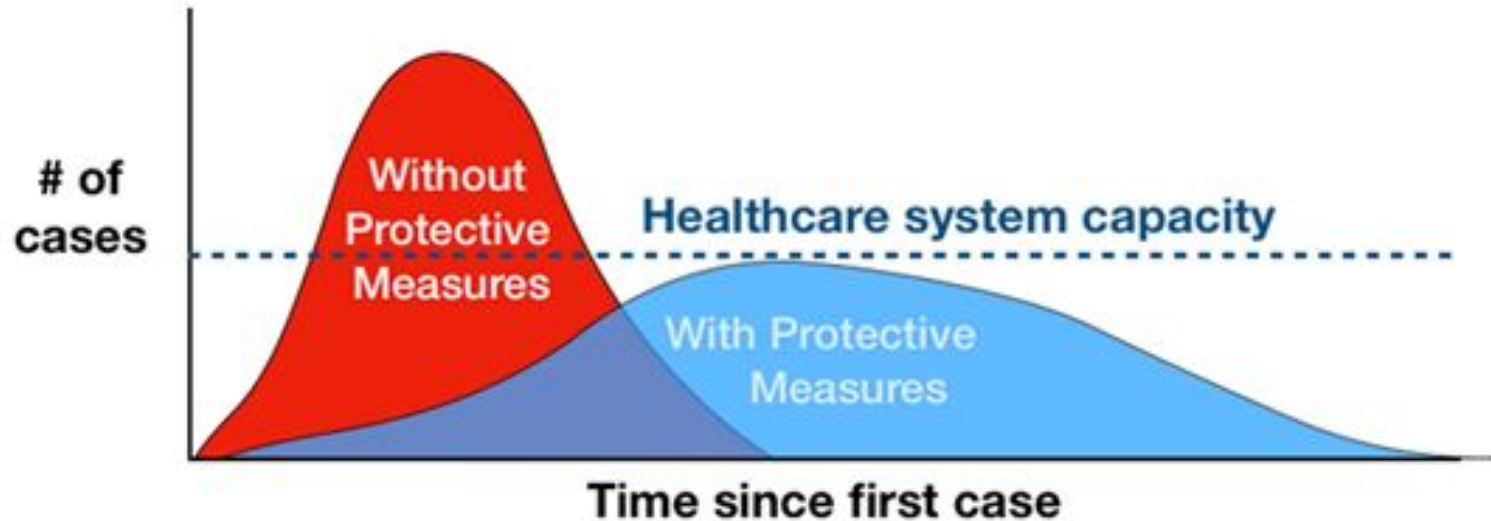 # of
cases
Without
Protective
Measures
Healthcare system capacity
With Protective
Measures
Time since first case